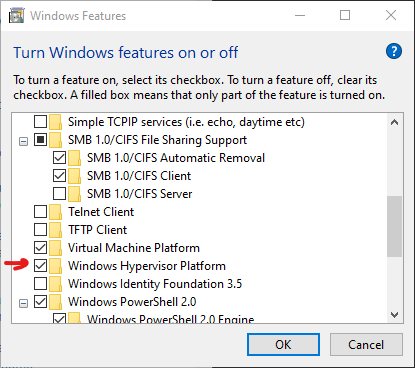 Windows Features
Turn Windows features on or off
To turn a feature on, select its checkbox. To turn a feature off, clear its
checkbox. A filled box means that only part of the feature is turned on.
Simple TCPIP services (i.e. echo, daytime etc)
SMB 1.0/CIFS File Sharing Support
SMB 1.0/CIFS Automatic Removal
SMB 1.0/CIFS Client
SMB 1.0/CIFS Server
Telnet Client
TFTP Client
Virtual Machine Platform
Windows Hypervisor Platform
Windows Identity Foundation 3.5
Windows PowerShell 2.0
Windows PowerShell 2.0 Engine
OK
Cancel